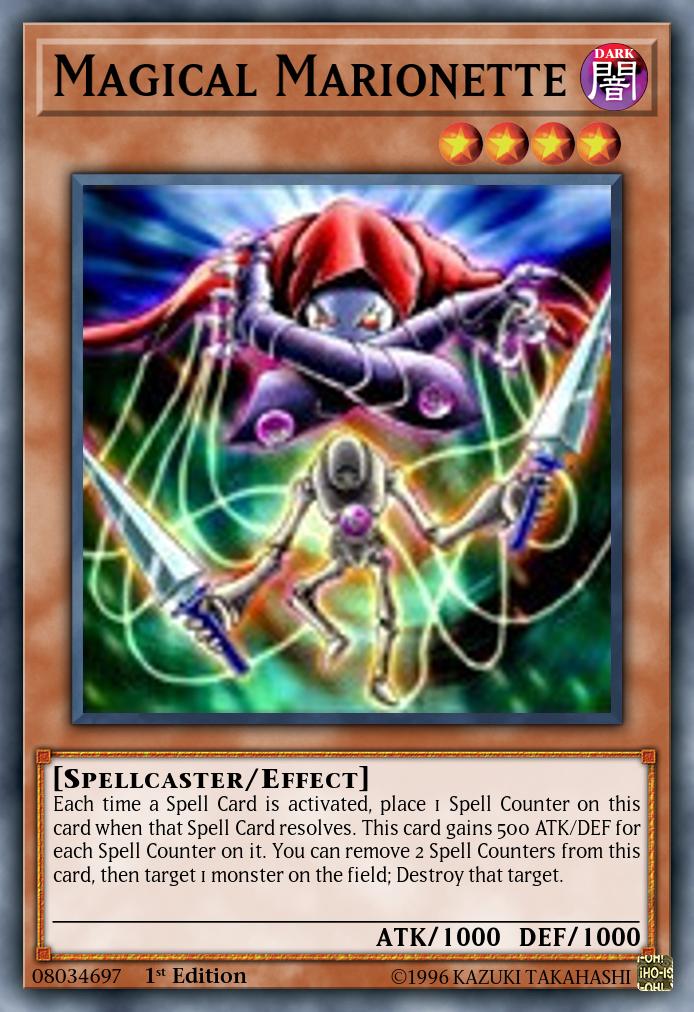 Magical Marionette
DARK
闇
[Spellcaster/Effect]
Each time a Spell Card is activated, place 1 Spell Counter on this
card when that Spell Card resolves. This card gains 500 ATK/DEF for
each Spell Counter on it. You can remove 2 Spell Counters from this
card, then target 1 monster on the field; Destroy that target.
ATK/1000 DEF/1000
08034697 1st Edition ©1996 KAZUKI TAKAHASHI